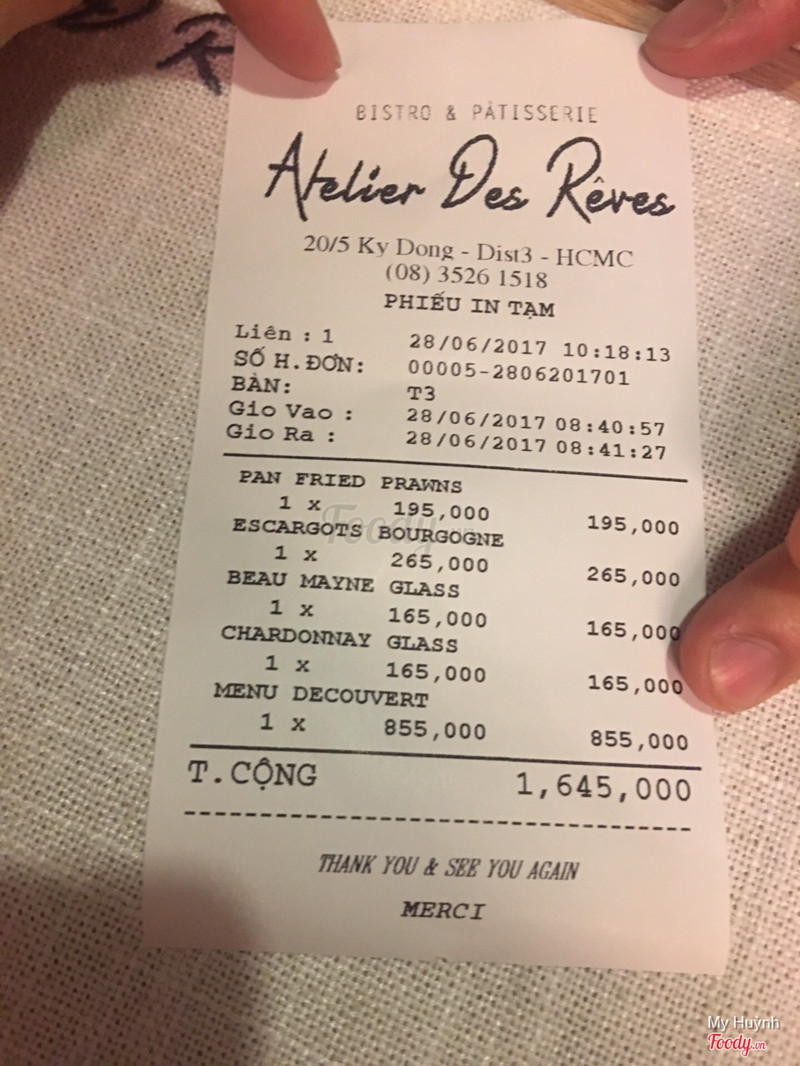 BISTRO & PÂTISSERIE
Atelier Des Rêves
20/5 Ky Dong - Dist3 - HCMC
(08) 3526 1518
PHIẾU IN TẠM
Liên : 1 28/06/2017 10:18:13
SỐ H.ĐƠN: 00005-2806201701
BÀN: T3
Gio Vao : 28/06/2017 08:40:57
Gio Ra : 28/06/2017 08:41:27
PAN FRIED PRAWNS
1 x 195,000 195,000
ESCARGOTS BOURGOGNE
1 x 265,000 265,000
BEAU MAYNE GLASS
1 x 165,000 165,000
CHARDONNAY GLASS
1 x 165,000 165,000
MENU DECOUVERT
1 x 855,000 855,000
T.CỘNG 1,645,000
THANK YOU & SEE YOU AGAIN
MERCI
Foody.vn
My Huỳnh
Foody.vn